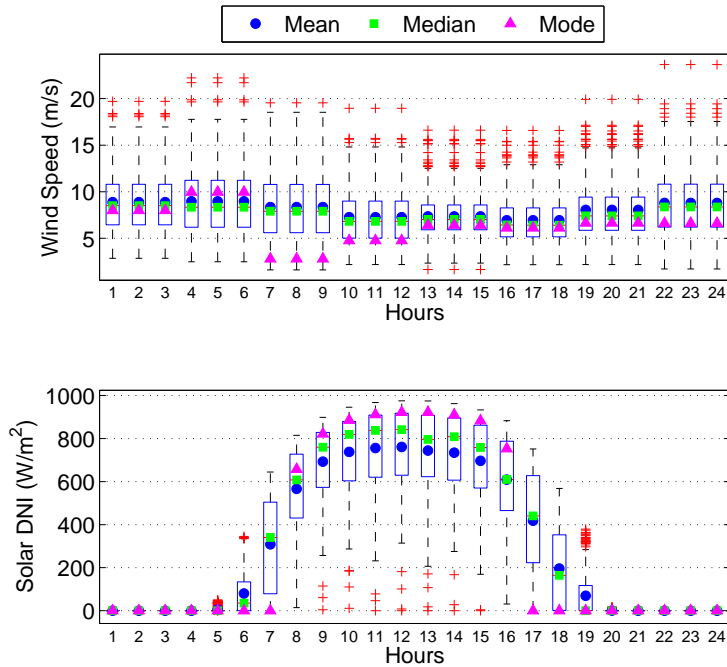 Mean Median Mode
Wind Speed (m/s)
20
15
10
5
1 2 3 4 5 6 7 8 9 10 11 12 13 14 15 16 17 18 19 20 21 22 23 24
Hours
Solar DNI (W/m²)
1000
800
600
400
200
0
1 2 3 4 5 6 7 8 9 10 11 12 13 14 15 16 17 18 19 20 21 22 23 24
Hours